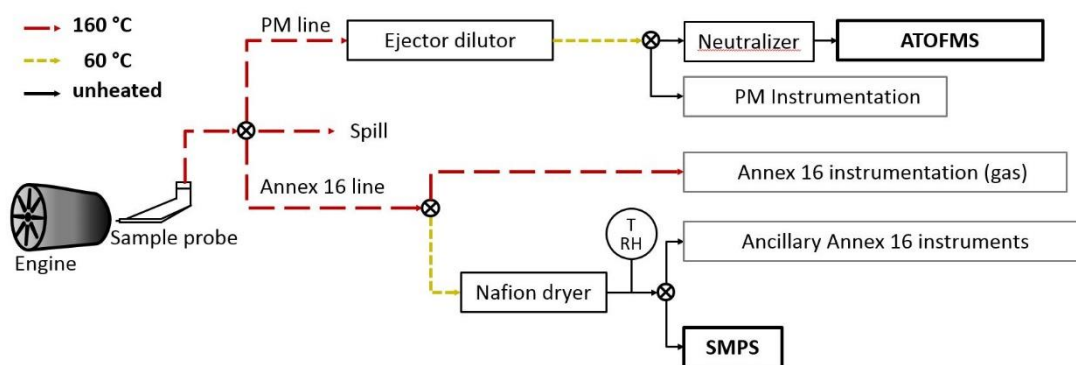 160 °C
60 °C
unheated
PM line
Ejector dilutor
Neutralizer
ATOFMS
PM Instrumentation
Spill
Annex 16 line
Annex 16 instrumentation (gas)
Sample probe
Engine
T
RH
Ancillary Annex 16 instruments
Nafion dryer
SMPS